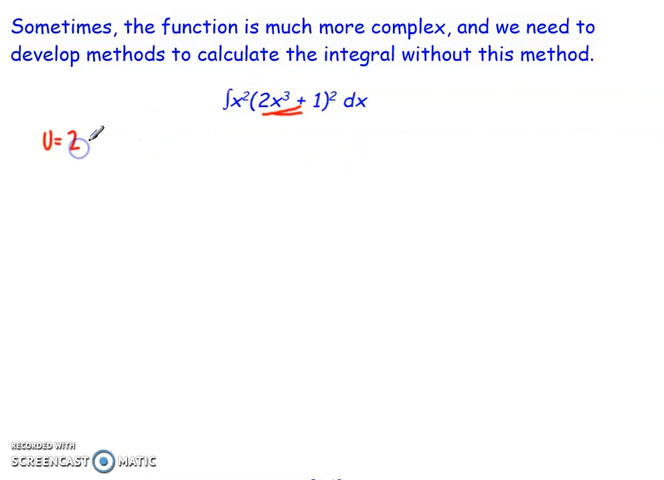 Sometimes, the function is much more complex, and we need to
develop methods to calculate the integral without this method.
∫x²(2x³ + 1)² dx
U= 2
RECORDED WITH
SCREENCAST MATIC